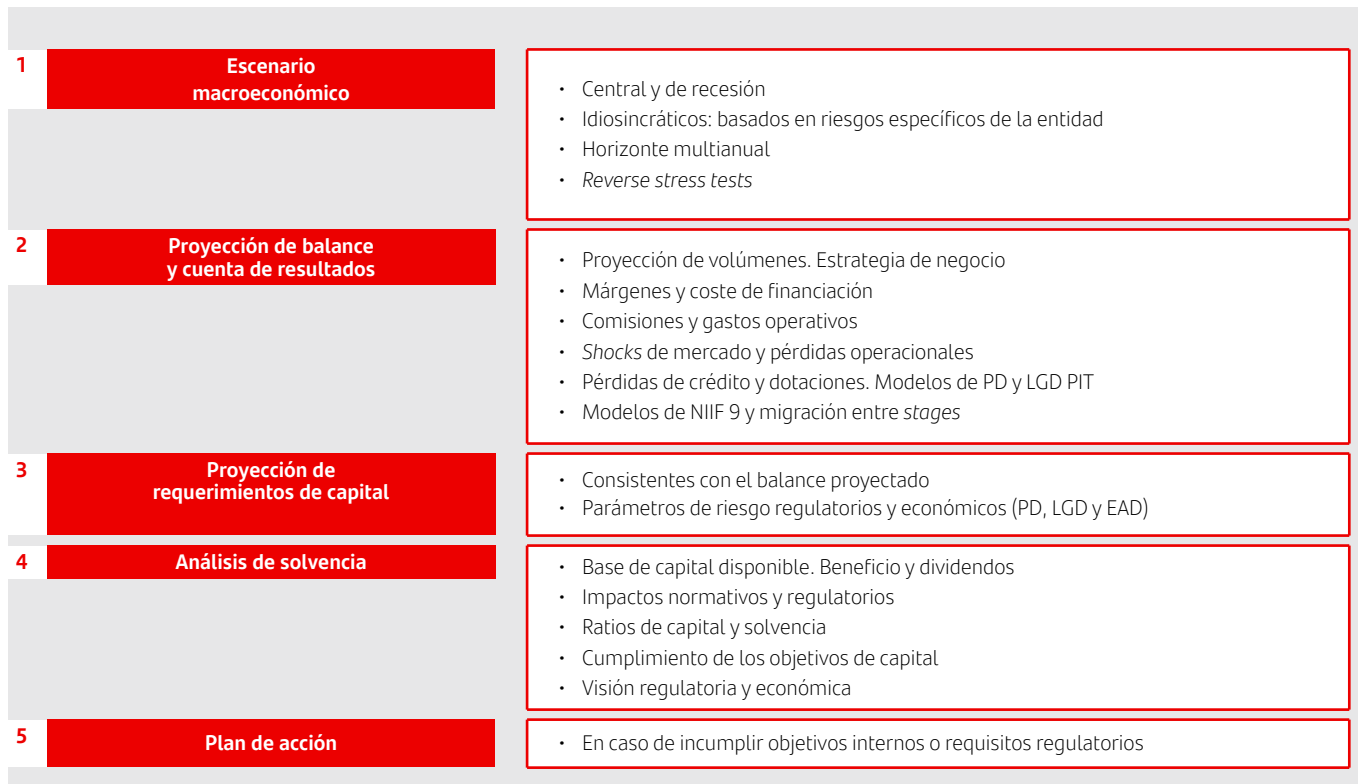 1
Escenario
macroeconómico
• Central y de recesión
• Idiosincráticos: basados en riesgos específicos de la entidad
• Horizonte multianual
• Reverse stress tests
2
Proyección de balance
y cuenta de resultados
• Proyección de volúmenes. Estrategia de negocio
• Márgenes y coste de financiación
• Comisiones y gastos operativos
• Shocks de mercado y pérdidas operacionales
• Pérdidas de crédito y dotaciones. Modelos de PD y LGD PIT
• Modelos de NIIF 9 y migración entre stages
3
Proyección de
requerimientos de capital
• Consistentes con el balance proyectado
• Parámetros de riesgo regulatorios y económicos (PD, LGD y EAD)
4
Análisis de solvencia
• Base de capital disponible. Beneficio y dividendos
• Impactos normativos y regulatorios
• Ratios de capital y solvencia
• Cumplimiento de los objetivos de capital
• Visión regulatoria y económica
5
Plan de acción
• En caso de incumplir objetivos internos o requisitos regulatorios